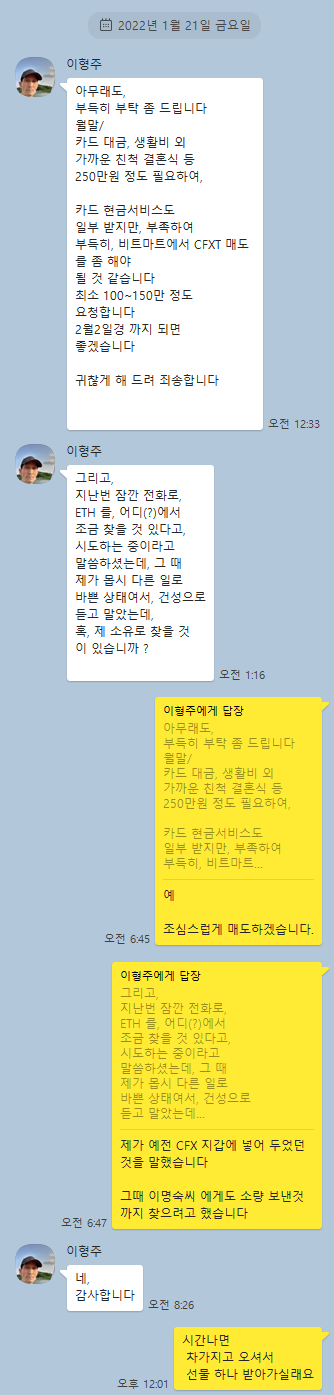 2022년 1월 21일 금요일
이형주
아무래도,
부득히 부탁 좀 드립니다
월말/
카드 대금, 생활비 외
가까운 친척 결혼식 등
250만원 정도 필요하여,
카드 현금서비스도
일부 받지만, 부족하여
부득히, 비트마트에서 CFXT 매도
를 좀 해야
될 것 같습니다
최소 100~150만 정도
요청합니다
2월2일경 까지 되면
좋겠습니다
귀찮게 해 드려 죄송합니다
오전 12:33
이형주
그리고,
지난번 잠깐 전화로,
ETH 를, 어디(?)에서
조금 찾을 것 있다고,
시도하는 중이라고
말씀하셨는데, 그 때
제가 몹시 다른 일로
바쁜 상태여서, 건성으로
듣고 말았는데,
혹, 제 소유로 찾을 것
이 있습니까 ?
오전 1:16
이형주에게 답장
아무래도,
부득히 부탁 좀 드립니다
월말/
카드 대금, 생활비 외
가까운 친척 결혼식 등
250만원 정도 필요하여,
카드 현금서비스도
일부 받지만, 부족하여
부득히, 비트마트...
예
조심스럽게 매도하겠습니다.
오전 6:45
이형주에게 답장
그리고,
지난번 잠깐 전화로,
ETH 를, 어디(?)에서
조금 찾을 것 있다고,
시도하는 중이라고
말씀하셨는데, 그 때
제가 몹시 다른 일로
바쁜 상태여서, 건성으로
듣고 말았는데...
제가 예전 CFX 지갑에 넣어 두었던
것을 말했습니다
그때 이명숙씨 에게도 소량 보낸것
까지 찾으려고 했습니다
오전 6:47
이형주
네,
감사합니다
오전 8:26
시간나면
차가지고 오셔서
선물 하나 받아가실래요
오후 12:01